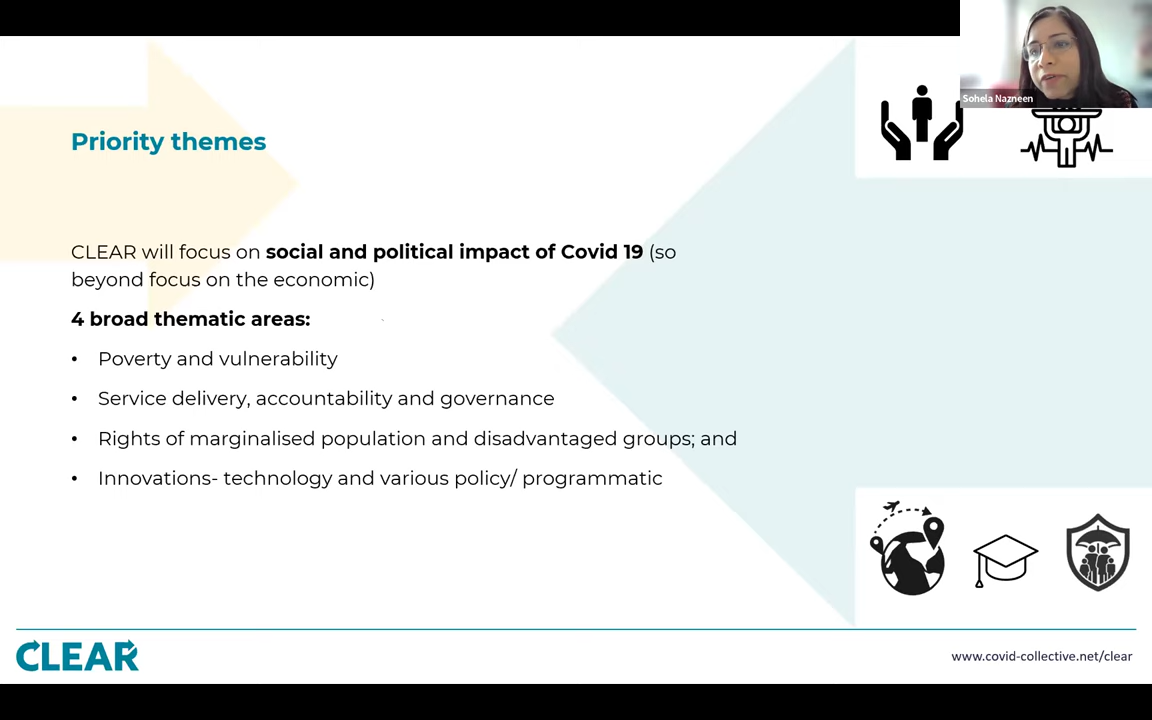 Sohela Nazneen
Priority themes
CLEAR will focus on social and political impact of Covid 19 (so
beyond focus on the economic)
4 broad thematic areas:
• Poverty and vulnerability
• Service delivery, accountability and governance
• Rights of marginalised population and disadvantaged groups; and
• Innovations- technology and various policy/ programmatic
CLEAR
www.covid-collective.net/clear